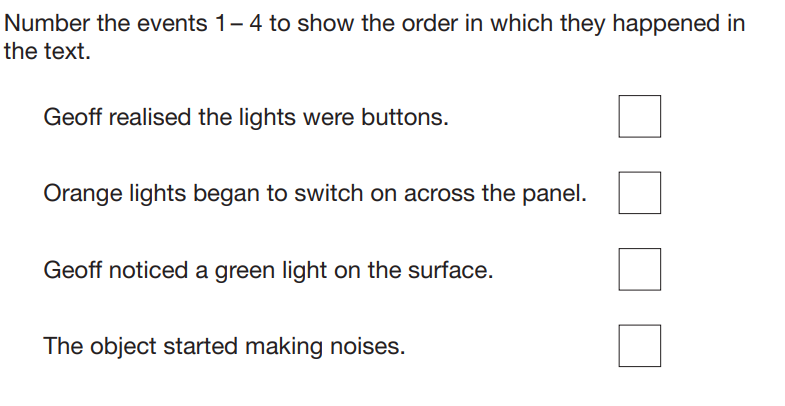 Number the events 1 – 4 to show the order in which they happened in
the text.
Geoff realised the lights were buttons.
Orange lights began to switch on across the panel.
Geoff noticed a green light on the surface.
The object started making noises.